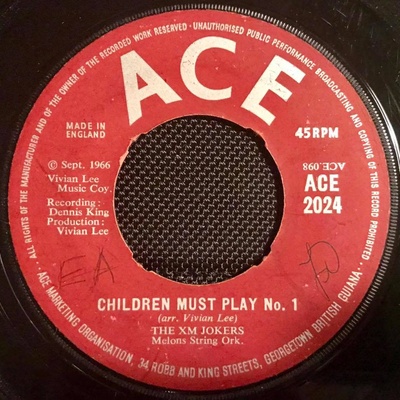 ALL RIGHTS OF THE MANUFACTURER AND OF THE OWNER OF THE RECORDED WORK RESERVED - UNAUTHORISED PUBLIC PERFORMANCE BROADCASTING AND COPYING OF THIS RECORD PROHIBITED
ACE
MADE IN
ENGLAND
45 RPM
© Sept. 1966
Vivian Lee
Music Coy.
Recording:
Dennis King
Production:
Vivian Lee
ACE.098
ACE
2024
EA
CHILDREN MUST PLAY No. 1
(arr. Vivian Lee)
THE XM JOKERS
Melons String Ork.
ACE MARKETING ORGANISATION, 34 ROBB AND KING STREETS, GEORGETOWN BRITISH GUIANA.